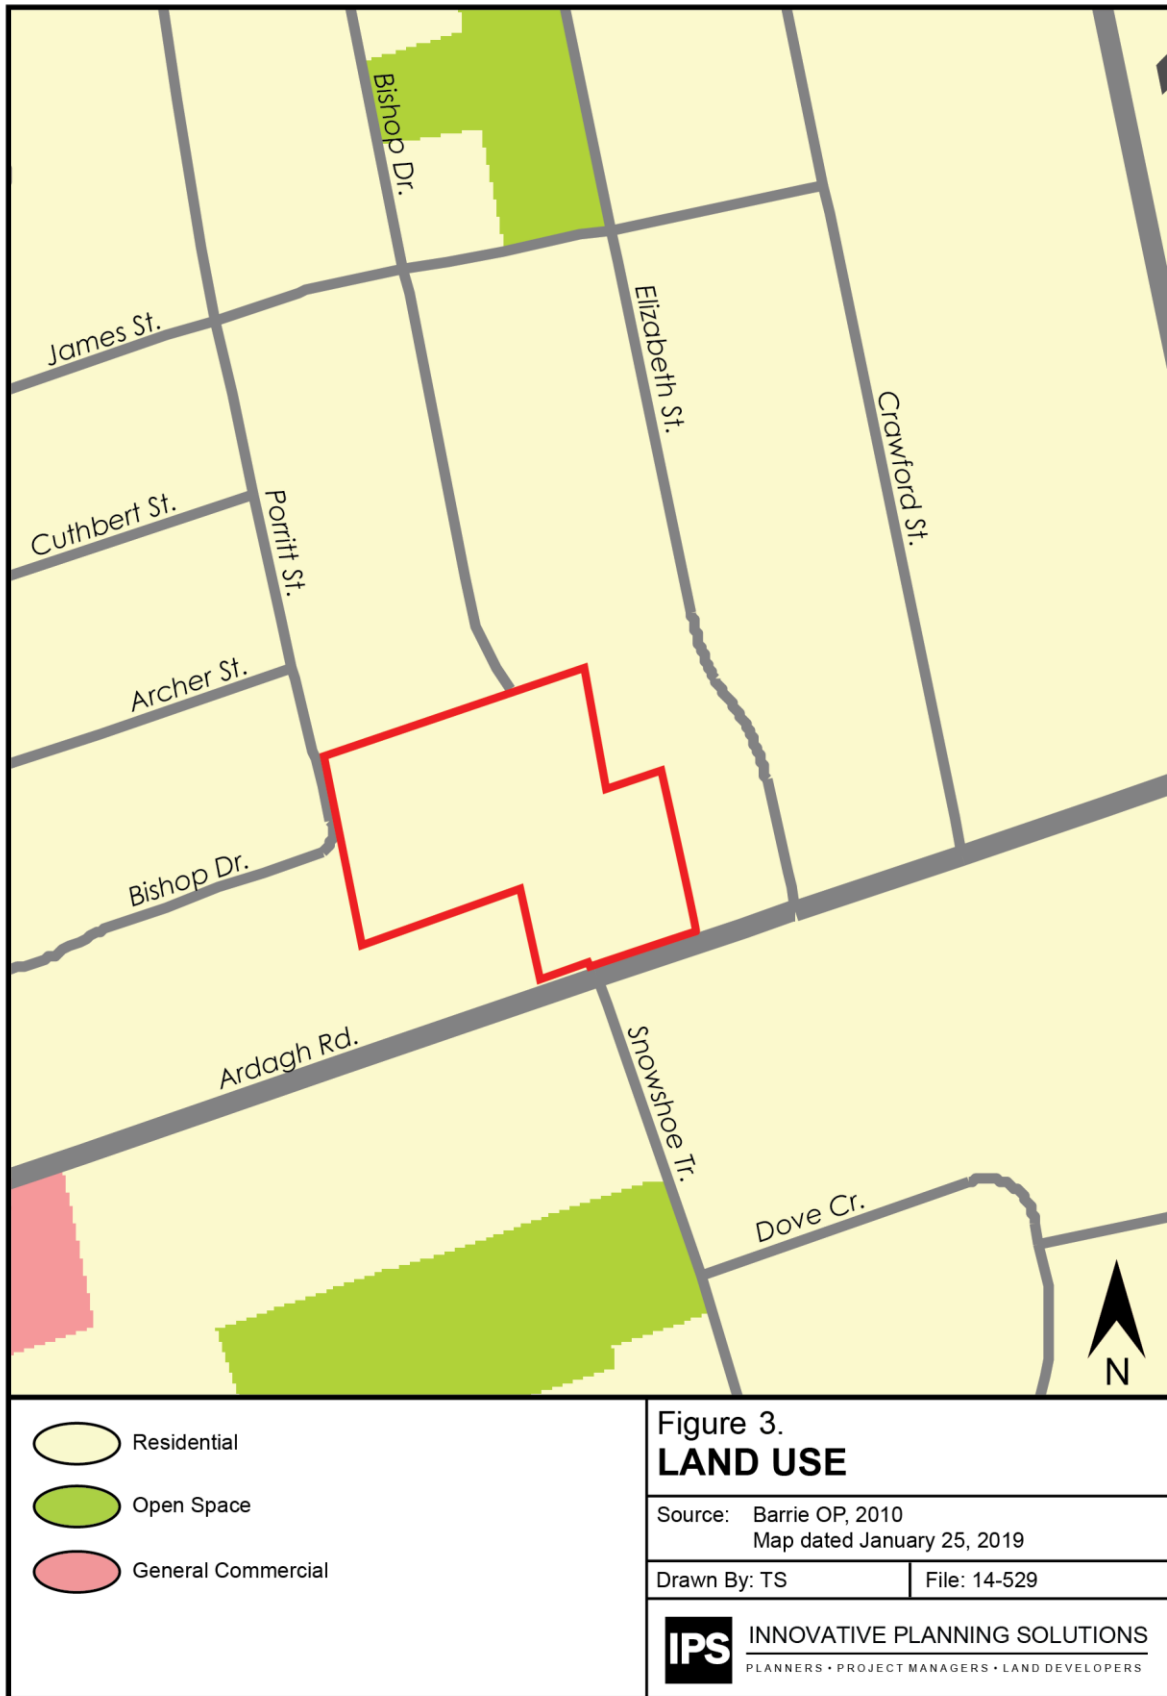 Bishop Dr.
James St.
Elizabeth St.
Crawford St.
Cuthbert St.
Porritt St.
Archer St.
Bishop Dr.
Ardagh Rd.
Snowshoe Tr.
Dove Cr.
N
Residential
Open Space
General Commercial
Figure 3.
LAND USE
Source: Barrie OP, 2010
Map dated January 25, 2019
Drawn By: TS
File: 14-529
IPS
INNOVATIVE PLANNING SOLUTIONS
PLANNERS • PROJECT MANAGERS • LAND DEVELOPERS